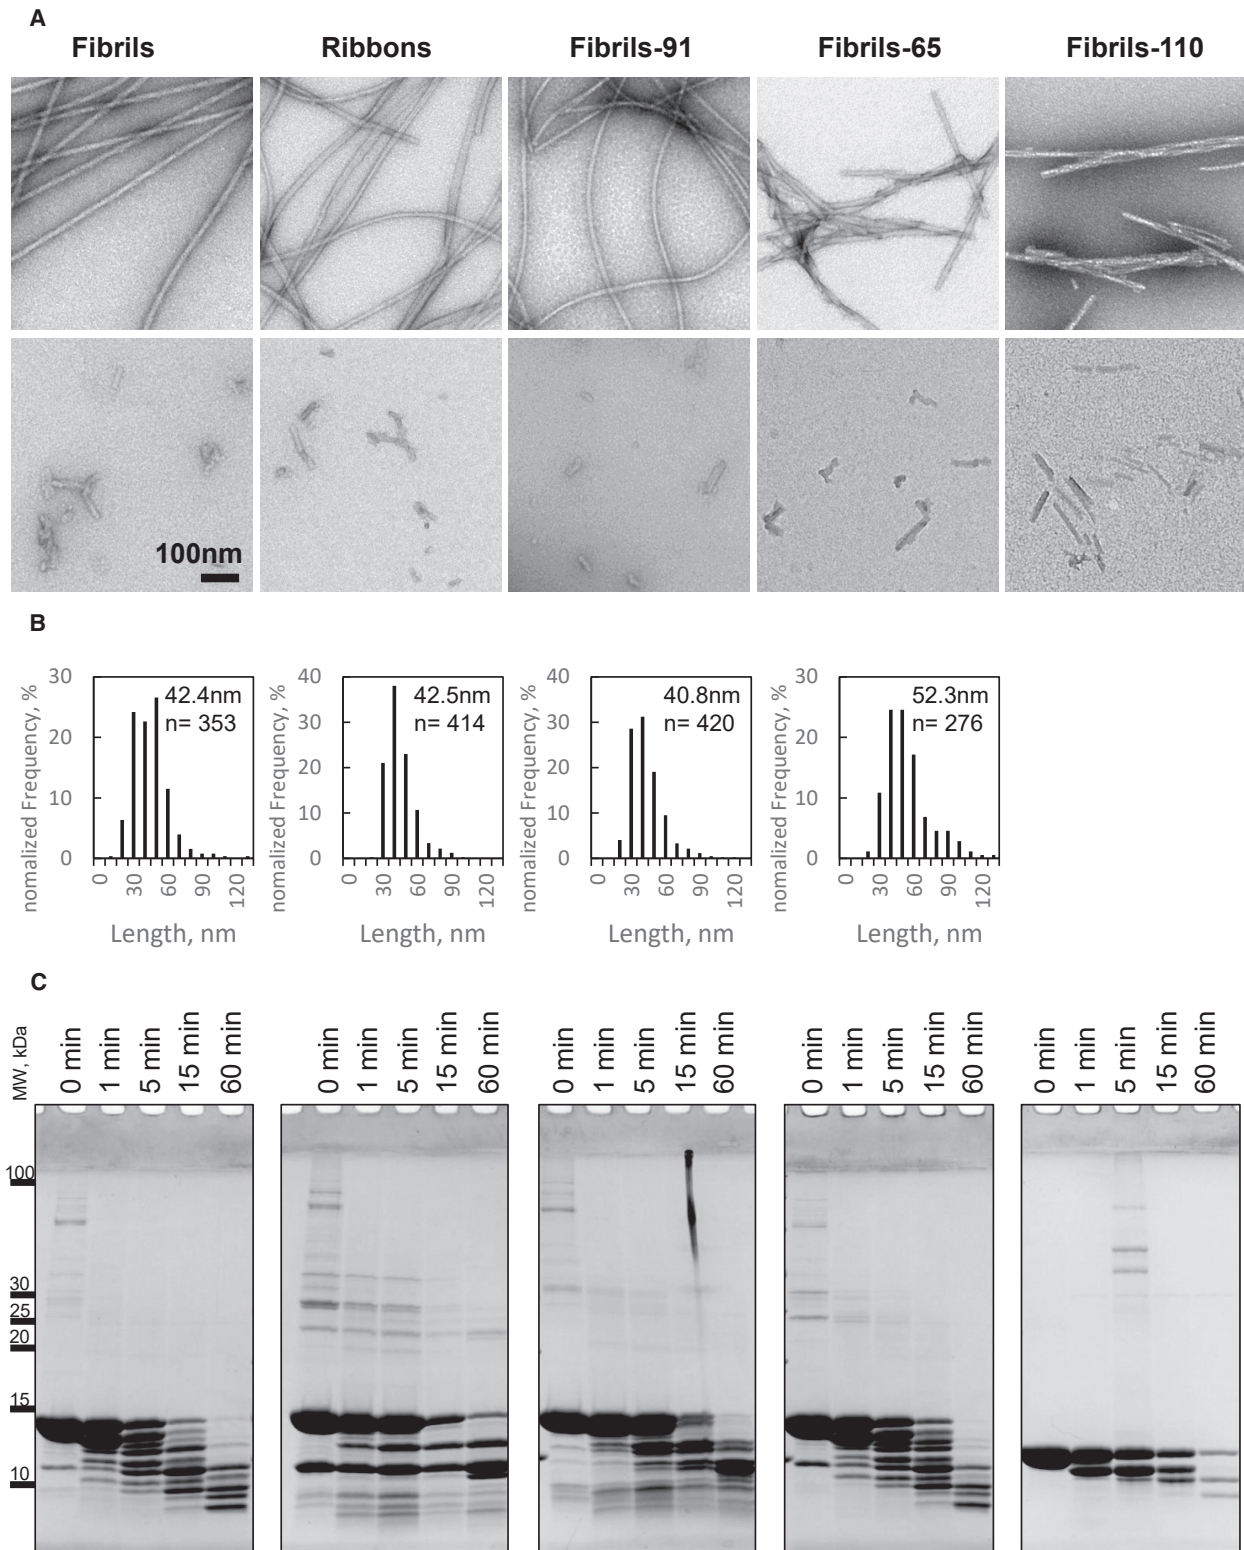 A
Fibrils Ribbons Fibrils-91 Fibrils-65 Fibrils-110
100nm
B
nomalized Frequency, %
30
20
10
0
42.4nm
n= 353
0 30 60 90 120
Length, nm
nomalized Frequency, %
40
30
20
10
0
42.5nm
n= 414
0 30 60 90 120
Length, nm
nomalized Frequency, %
40
30
20
10
0
40.8nm
n= 420
0 30 60 90 120
Length, nm
nomalized Frequency, %
30
20
10
0
52.3nm
n= 276
0 30 60 90 120
Length, nm
C
MW, kDa
0 min 1 min 5 min 15 min 60 min
0 min 1 min 5 min 15 min 60 min
0 min 1 min 5 min 15 min 60 min
0 min 1 min 5 min 15 min 60 min
0 min 1 min 5 min 15 min 60 min
100
30
25
20
15
10